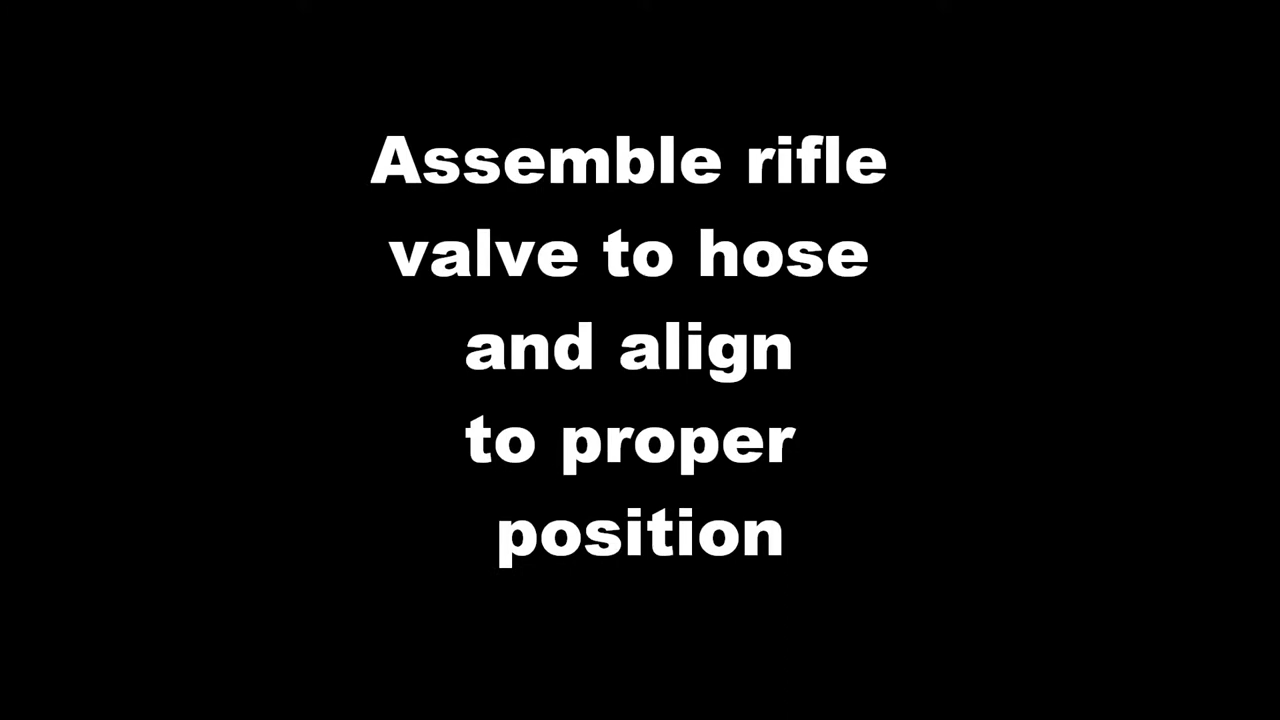 Assemble rifle
valve to hose
and align
to proper
position